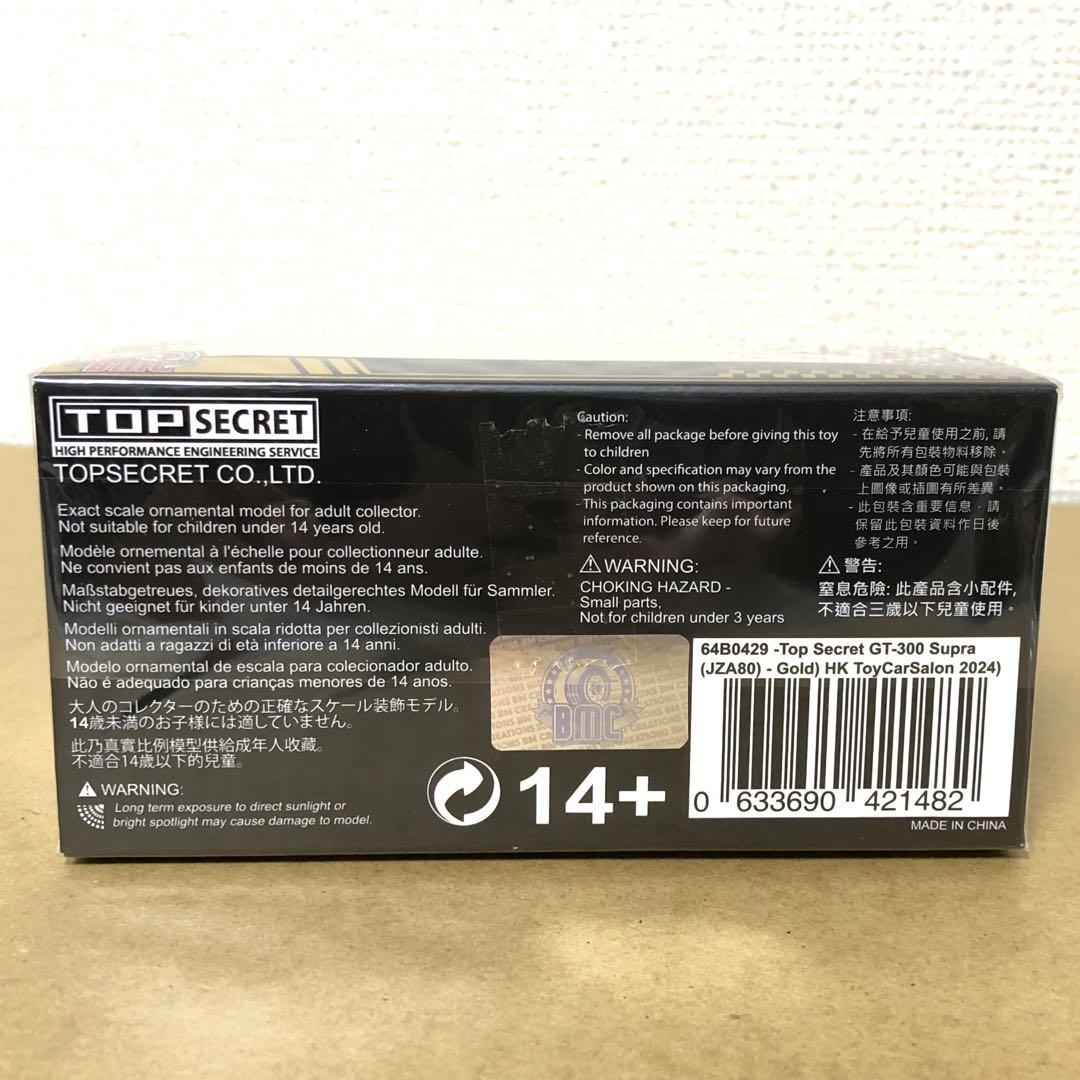 BMC
TOP SECRET
HIGH PERFORMANCE ENGINEERING SERVICE
TOPSECRET CO.,LTD.
Exact scale ornamental model for adult collector.
Not suitable for children under 14 years old.
Modèle ornemental à l'échelle pour collectionneur adulte.
Ne convient pas aux enfants de moins de 14 ans.
Maßstabgetreues, dekoratives detailgerechtes Modell für Sammler.
Nicht geeignet für kinder unter 14 Jahren.
Modelli ornamentali in scala ridotta per collezionisti adulti.
Non adatti a ragazzi di età inferiore a 14 anni.
Modelo ornamental de escala para colecionador adulto.
Não é adequado para crianças menores de 14 anos.
大人のコレクターのための正確なスケール装飾モデル。
14歳未満のお子様には適していません。
此乃真實比例模型供給成年人收藏。
不適合14歲以下的兒童。
WARNING:
Long term exposure to direct sunlight or
bright spotlight may cause damage to model.
Caution:
- Remove all package before giving this toy
to children
- Color and specification may vary from the
product shown on this packaging.
- This packaging contains important
information. Please keep for future
reference.
WARNING:
CHOKING HAZARD -
Small parts,
Not for children under 3 years
注意事項:
- 在給予兒童使用之前, 請
先將所有包裝物料移除。
- 產品及其顏色可能與包裝
上圖像或插圖有所差異。
- 此包裝含重要信息，請
保留此包裝資料作日後
參考之用。
警告:
窒息危險: 此產品含小配件,
不適合三歲以下兒童使用。
BMC
14+
64B0429 -Top Secret GT-300 Supra
(JZA80) - Gold) HK ToyCarSalon 2024)
0 633690 421482
MADE IN CHINA